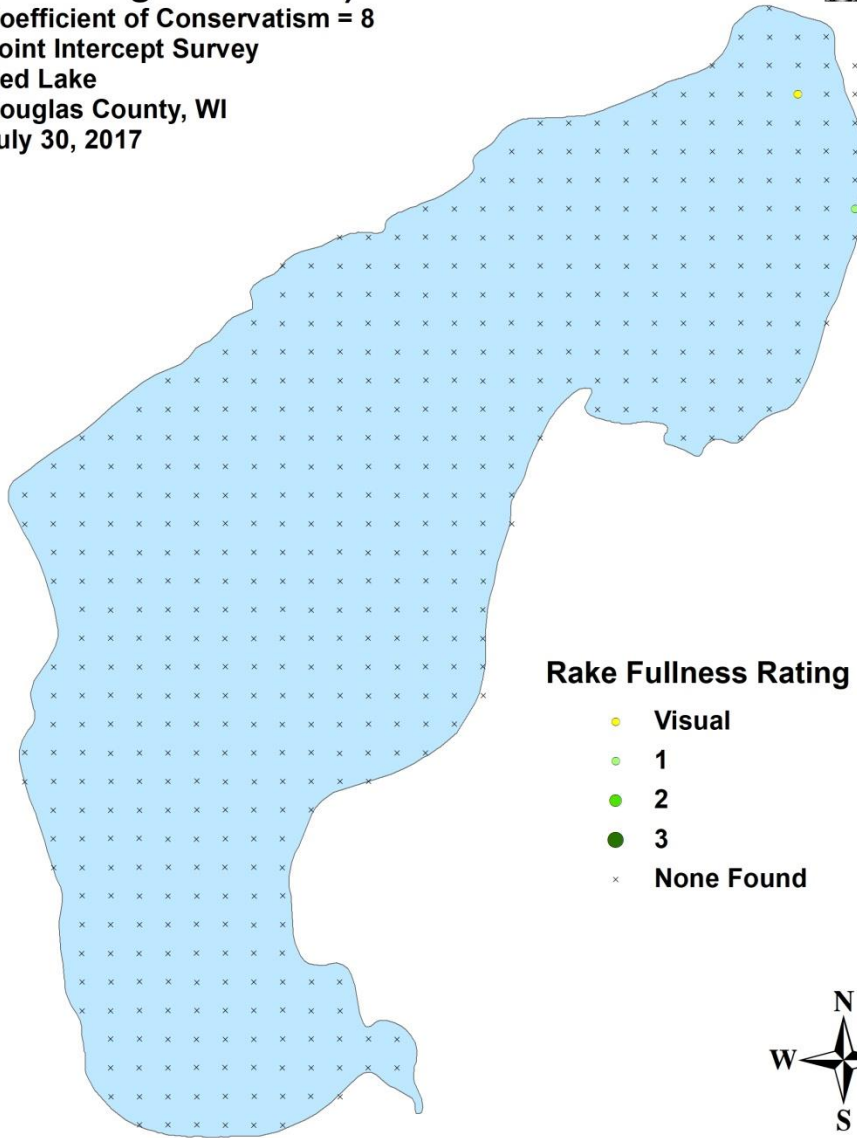 oefficient of Conservatism = 8
oint Intercept Survey
ed Lake
ouglas County, WI
uly 30, 2017
Rake Fullness Rating
Visual
1
2
3
None Found
N
W
S